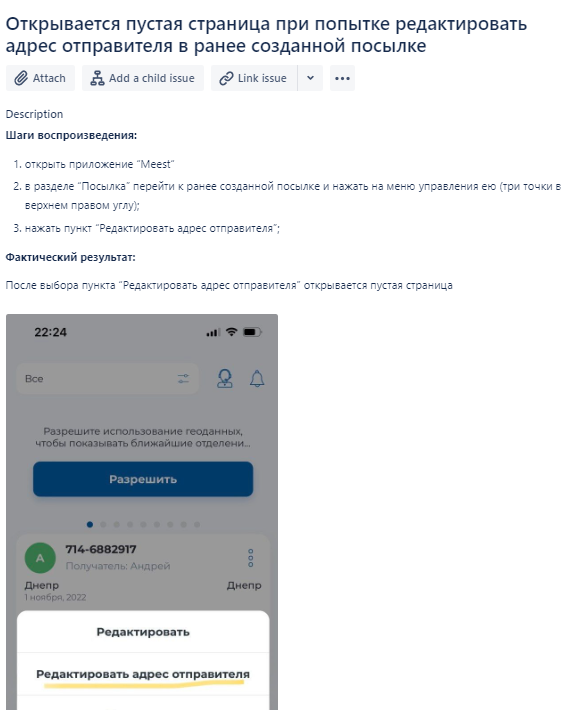 Открывается пустая страница при попытке редактировать
адрес отправителя в ранее созданной посылке
Attach
Add a child issue
Link issue
Description
Шаги воспроизведения:
1. открыть приложение “Meest”
2. в разделе “Посылка” перейти к ранее созданной посылке и нажать на меню управления ею (три точки в
верхнем правом углу);
3. нажать пункт “Редактировать адрес отправителя”;
Фактический результат:
После выбора пункта “Редактировать адрес отправителя” открывается пустая страница
22:24
Все
Разрешите использование геоданных,
чтобы показывать ближайшие отделени...
Разрешить
А
714-6882917
Получатель: Андрей
Днепр Днепр
1 ноября, 2022
Редактировать
Редактировать адрес отправителя